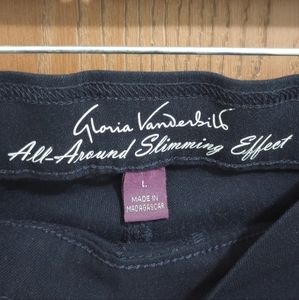 Gloria Vanderbilt
All-Around Slimming Effect
L
MADE IN
MADAGASCAR